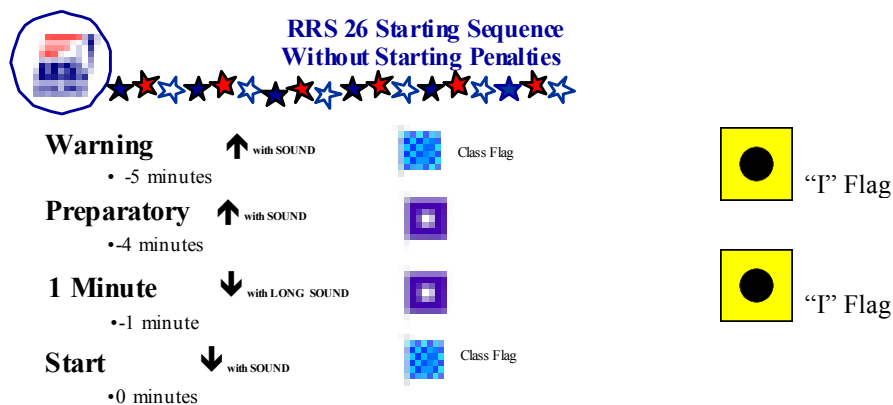 RRS 26 Starting Sequence
Without Starting Penalties
Warning ↑ with SOUND Class Flag
• -5 minutes
“I” Flag
Preparatory ↑ with SOUND
•-4 minutes
1 Minute ↓ with LONG SOUND
“I” Flag
•-1 minute
Start ↓ with SOUND Class Flag
•0 minutes